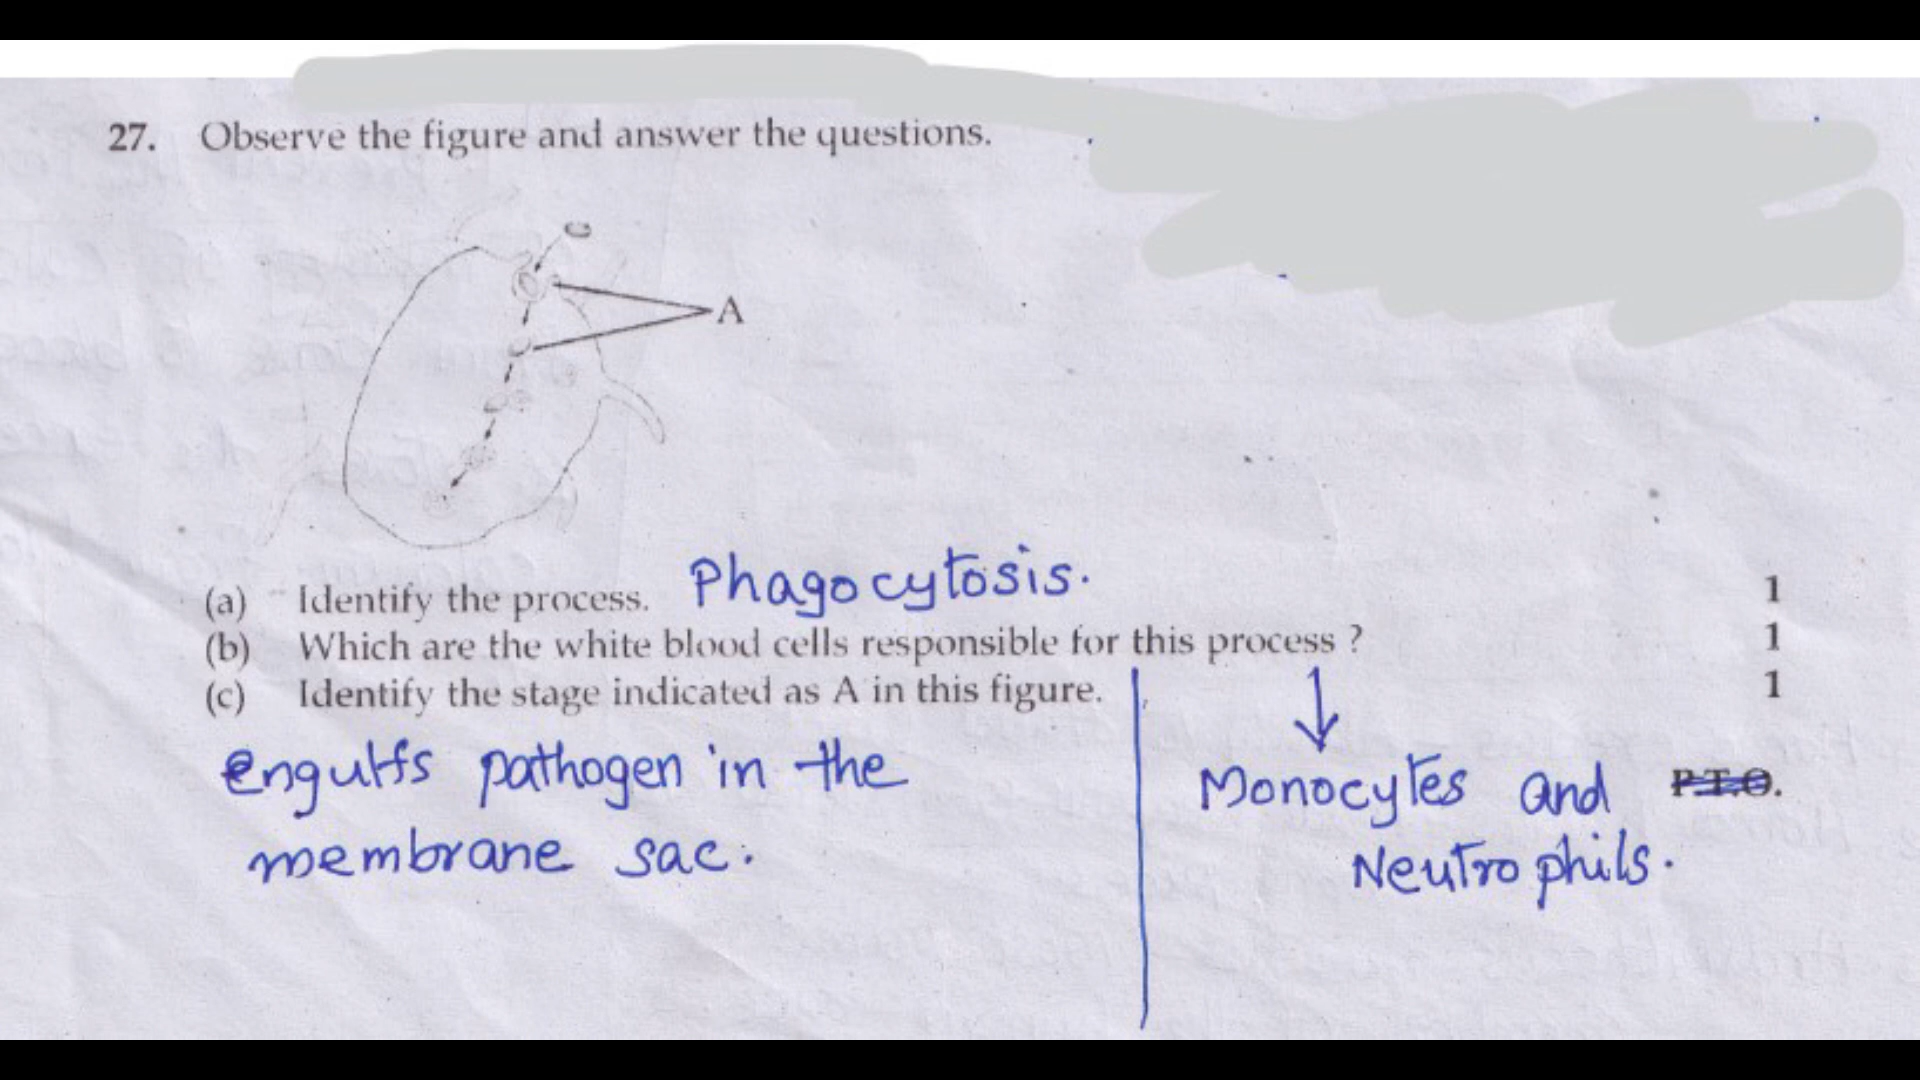 27. Observe the figure and answer the questions.
A
(a) Identify the process. Phagocytosis.
1
(b) Which are the white blood cells responsible for this process ?
1
(c) Identify the stage indicated as A in this figure.
1
engulfs pathogen in the
membrane sac.
Monocytes and
Neutrophils.
P.T.O.